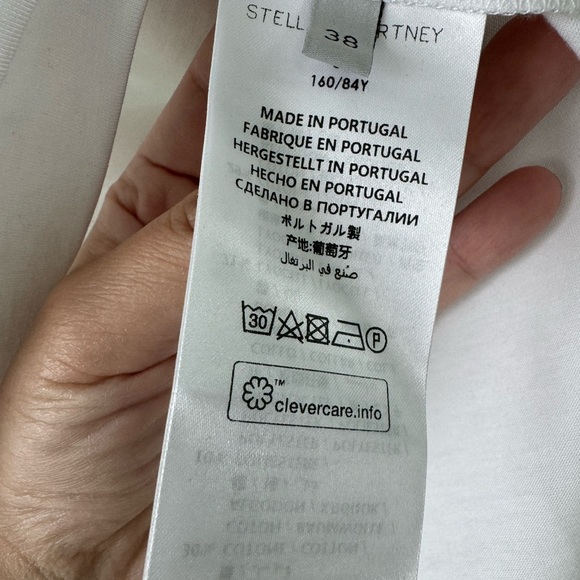 STELL RTNEY
38
160/84Y
MADE IN PORTUGAL
FABRIQUE EN PORTUGAL
HERGESTELLT IN PORTUGAL
HECHO EN PORTUGAL
СДЕЛАНО В ПОРТУГАЛИИ
ポルトガル製
产地:葡萄牙
صنع في البرتغال
30 P
™
clevercare.info